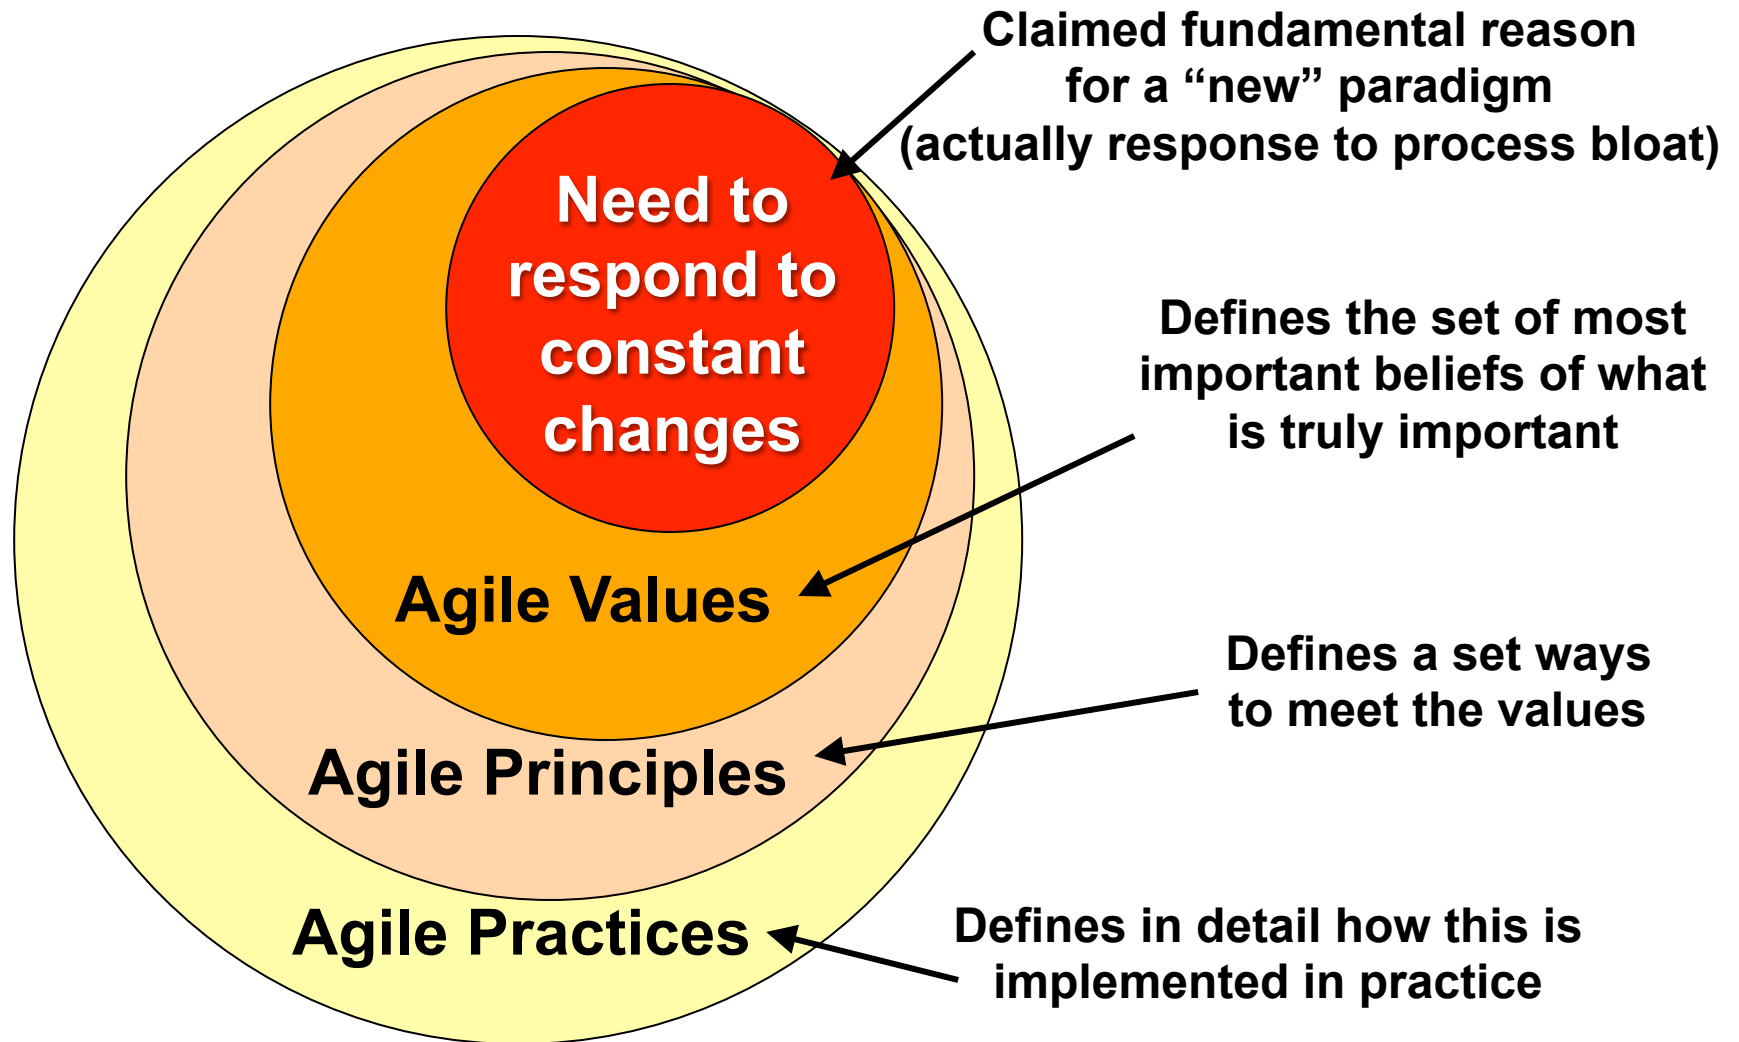 Claimed fundamental reason
for a “new” paradigm
(actually response to process bloat)
Need to
respond to
constant
changes
Defines the set of most
important beliefs of what
is truly important
Agile Values
Defines a set ways
to meet the values
Agile Principles
Agile Practices
Defines in detail how this is
implemented in practice